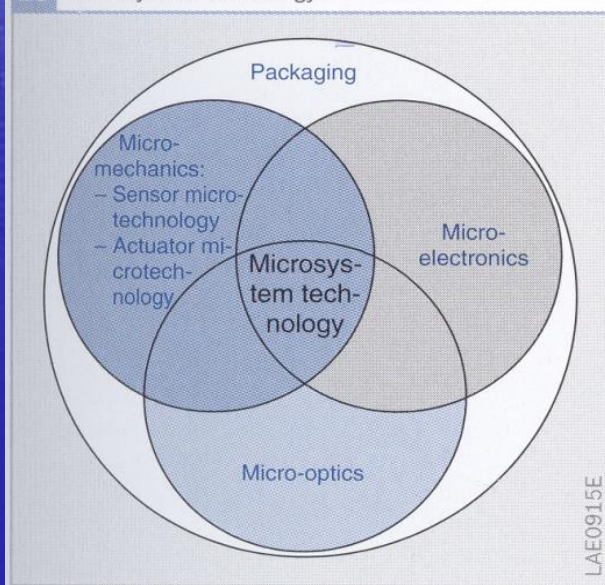 Packaging
Micro-
mechanics:
– Sensor micro-
technology
– Actuator mi-
crotech-
nology
Micro-
electronics
Microsys-
tem tech-
nology
Micro-optics
LAE0915E